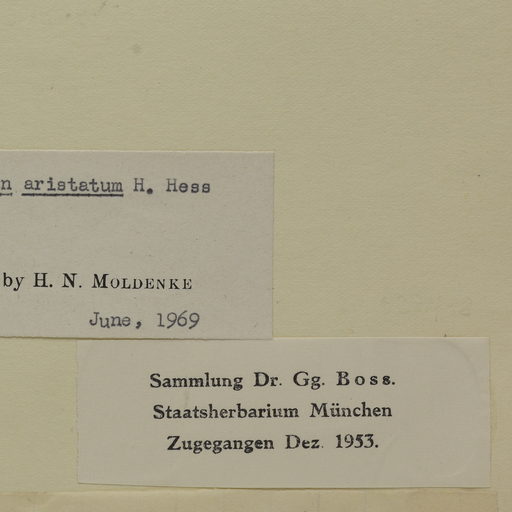 n aristatum H. Hess
by H. N. MOLDENKE
June, 1969
Sammlung Dr. Gg. Boss.
Staatsherbarium München
Zugegangen Dez. 1953.